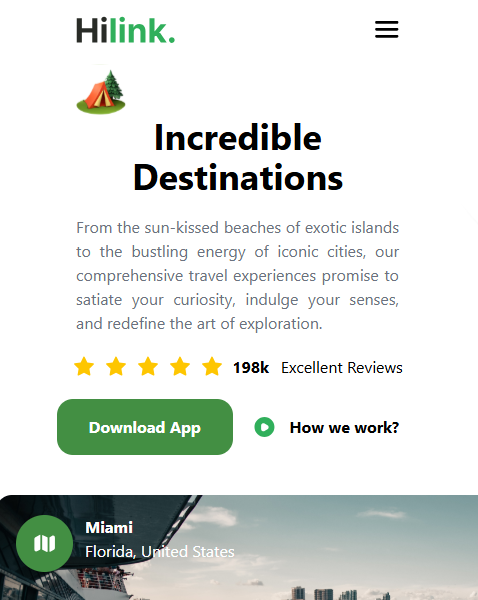 Hilink.
Incredible
Destinations
From the sun-kissed beaches of exotic islands
to the bustling energy of iconic cities, our
comprehensive travel experiences promise to
satiate your curiosity, indulge your senses,
and redefine the art of exploration.
198k Excellent Reviews
Download App
How we work?
Miami
Florida, United States